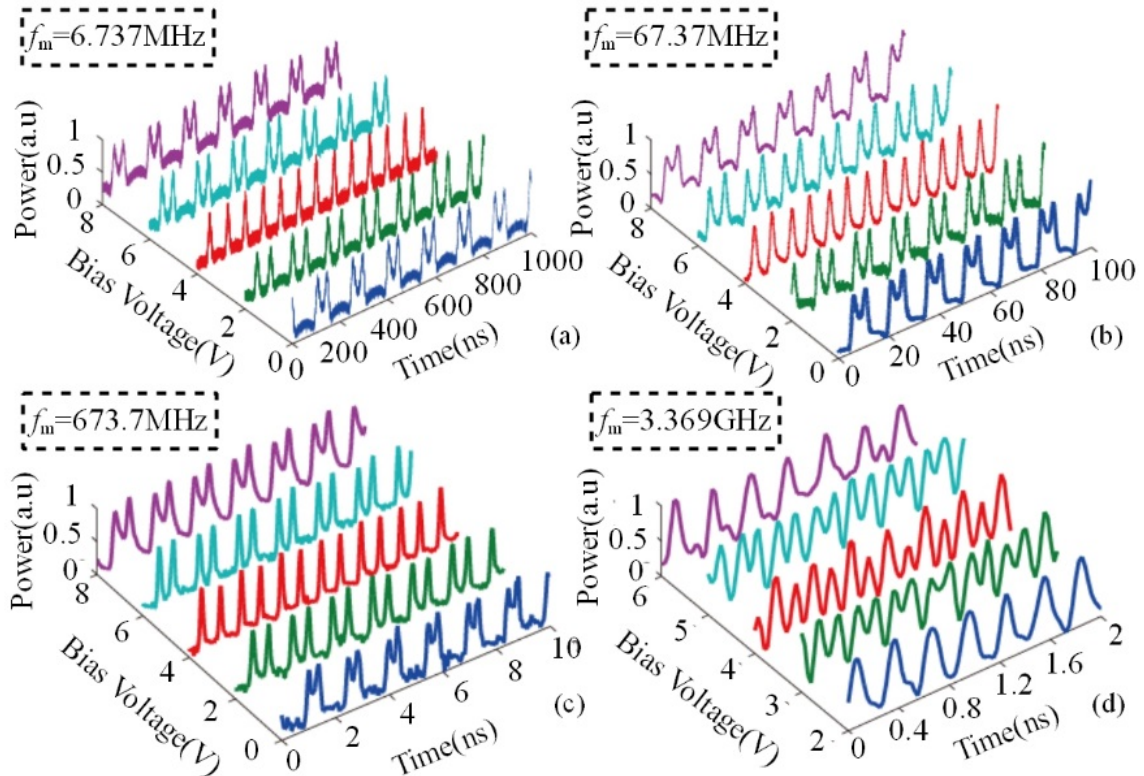 fm=6.737MHz
Power(a.u)
1
0.5
0
8
6
4
2
0
Bias Voltage(V)
0
200
400
600
800
1000
Time(ns)
(a)
fm=67.37MHz
Power(a.u)
1
0.5
0
8
6
4
2
0
Bias Voltage(V)
0
20
40
60
80
100
Time(ns)
(b)
fm=673.7MHz
Power(a.u)
1
0.5
0
8
6
4
2
0
Bias Voltage(V)
0
2
4
6
8
10
Time(ns)
(c)
fm=3.369GHz
Power(a.u)
1
0.5
0
6
5
4
3
2
Bias Voltage(V)
0
0.4
0.8
1.2
1.6
2
Time(ns)
(d)